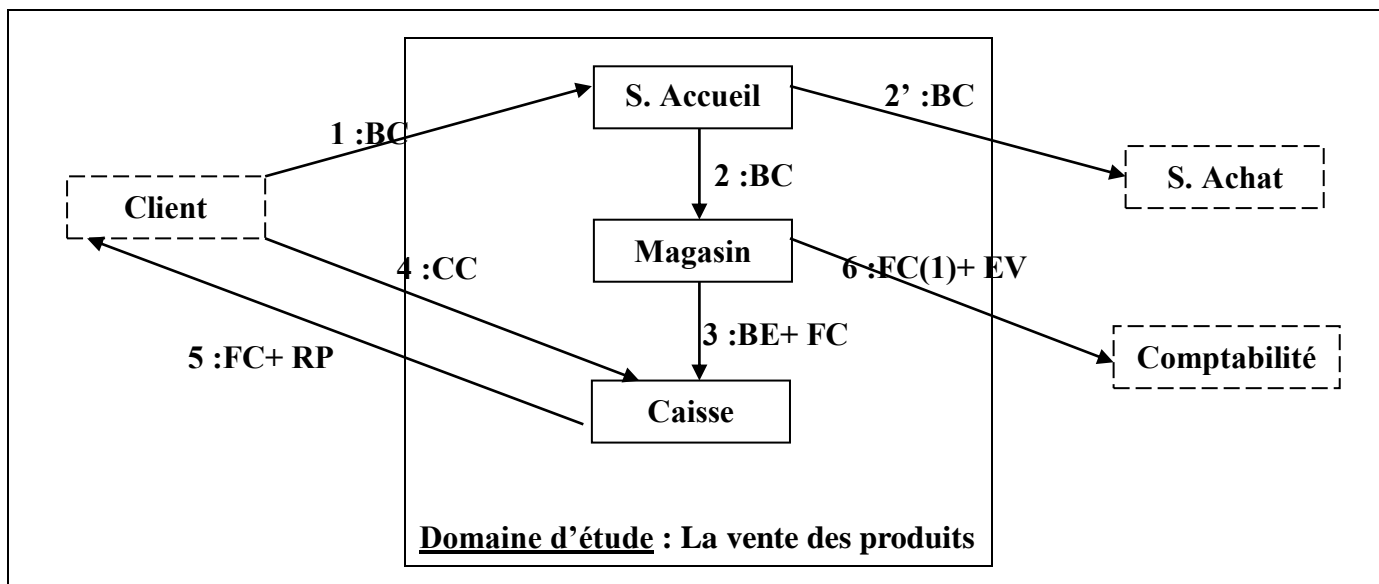 S. Accueil
2’ :BC
1 :BC
2 :BC
S. Achat
Client
Magasin
4 :CC
6 :FC(1)+ EV
3 :BE+ FC
5 :FC+ RP
Comptabilité
Caisse
Domaine d’étude : La vente des produits